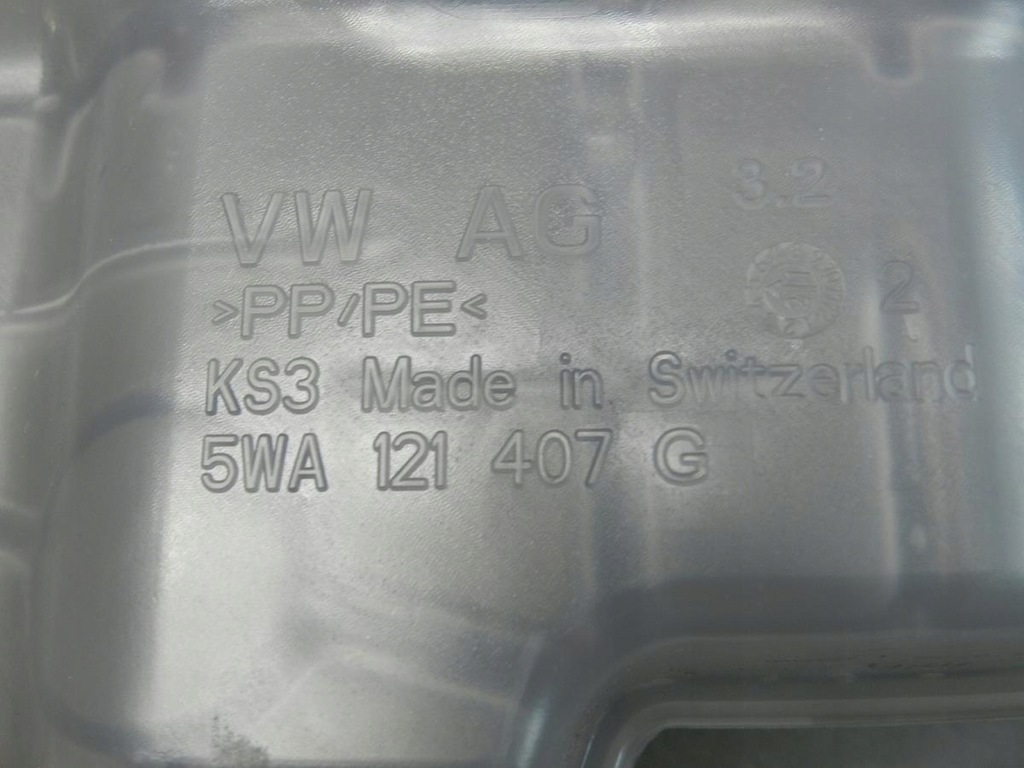 3.2
VW AG
2
>PP/PE<
KS3 Made in Switzerland
5WA 121 407 G